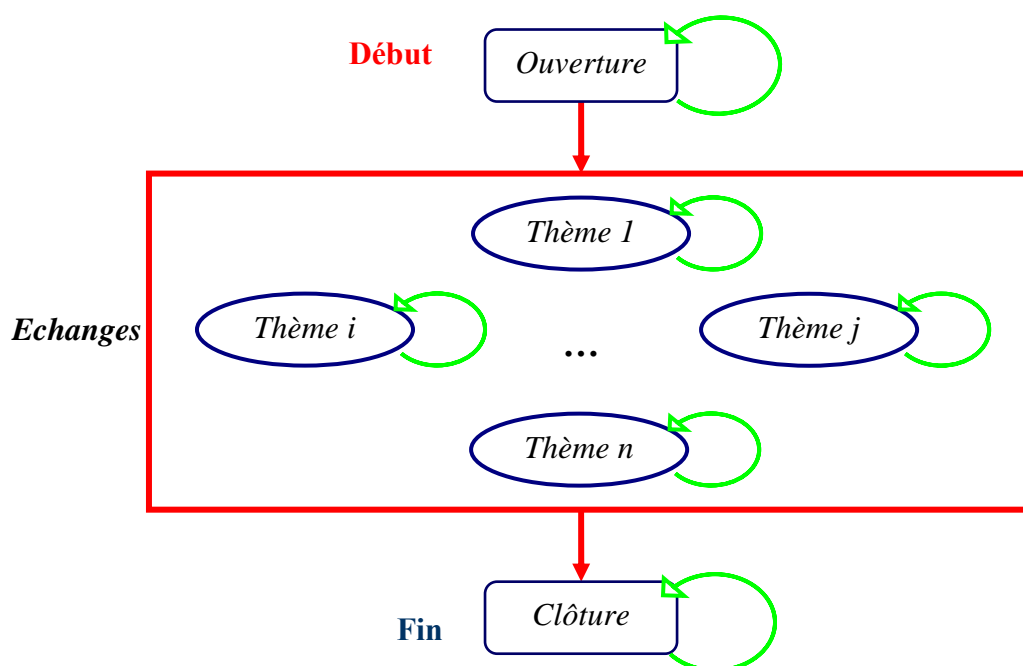 Début
Ouverture
Thème 1
Echanges
Thème i
...
Thème j
Thème n
Clôture
Fin